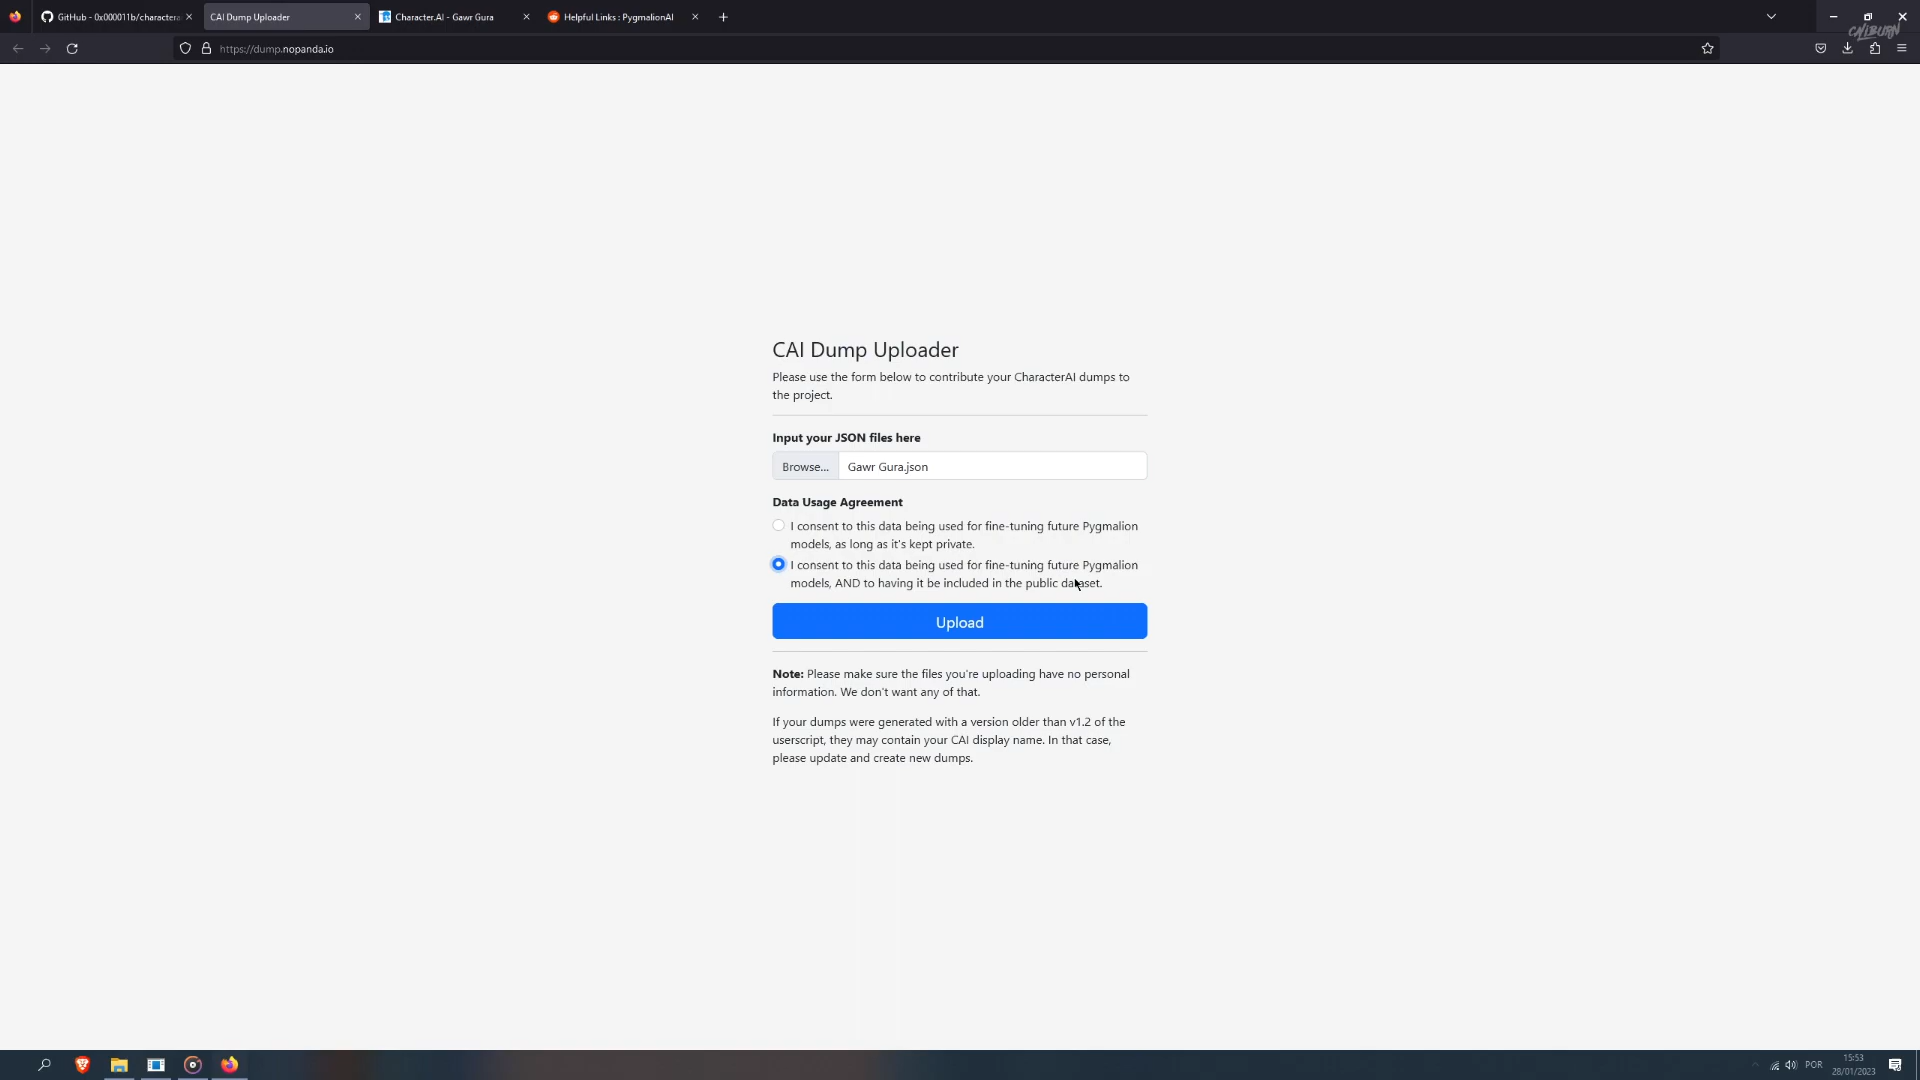 GitHub - 0x000011b/characterai
CAI Dump Uploader
Character.AI - Gawr Gura
Helpful Links : PygmalionAI
CALIBURN
https://dump.nopanda.io
CAI Dump Uploader
Please use the form below to contribute your CharacterAI dumps to
the project.
Input your JSON files here
Browse... Gawr Gura.json
Data Usage Agreement
I consent to this data being used for fine-tuning future Pygmalion
models, as long as it's kept private.
I consent to this data being used for fine-tuning future Pygmalion
models, AND to having it be included in the public dataset.
Upload
Note: Please make sure the files you're uploading have no personal
information. We don't want any of that.
If your dumps were generated with a version older than v1.2 of the
userscript, they may contain your CAI display name. In that case,
please update and create new dumps.
POR
15:53
28/01/2023